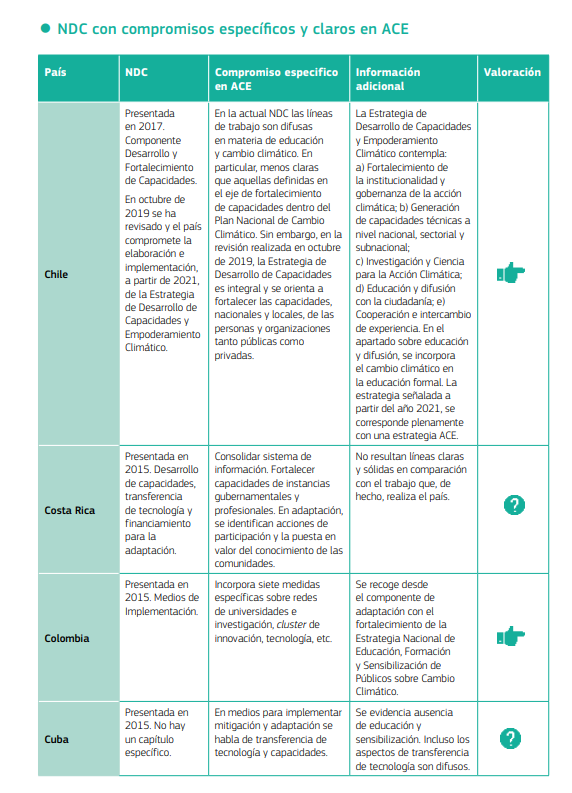 NDC con compromisos específicos y claros en ACE
País
NDC
Compromiso especifico
en ACE
Información
adicional
Valoración
Chile
Presentada
en 2017.
Componente
Desarrollo y
Fortalecimiento
de Capacidades.
En octubre de
2019 se ha
revisado y el país
compromete la
elaboración e
implementación,
a partir de 2021,
de la Estrategia
de Desarrollo de
Capacidades y
Empoderamiento
Climático.
En la actual NDC las líneas
de trabajo son difusas
en materia de educación
y cambio climático. En
particular, menos claras
que aquellas definidas en
el eje de fortalecimiento
de capacidades dentro del
Plan Nacional de Cambio
Climático. Sin embargo, en la
revisión realizada en octubre
de 2019, la Estrategia de
Desarrollo de Capacidades
es integral y se orienta a
fortalecer las capacidades,
nacionales y locales, de las
personas y organizaciones
tanto públicas como
privadas.
La Estrategia de
Desarrollo de Capacidades
y Empoderamiento
Climático contempla:
a) Fortalecimiento de
la institucionalidad y
gobernanza de la acción
climática; b) Generación
de capacidades técnicas a
nivel nacional, sectorial y
subnacional;
c) Investigación y Ciencia
para la Acción Climática;
d) Educación y difusión
con la ciudadanía; e)
Cooperación e intercambio
de experiencia. En el
apartado sobre educación
y difusión, se incorpora
el cambio climático en
la educación formal. La
estrategia señalada a
partir del año 2021, se
corresponde plenamente
con una estrategia ACE.
Costa Rica
Presentada en
2015. Desarrollo
de capacidades,
transferencia
de tecnología y
financiamiento
para la
adaptación.
Consolidar sistema de
información. Fortalecer
capacidades de instancias
gubernamentales y
profesionales. En adaptación,
se identifican acciones de
participación y la puesta en
valor del conocimiento de las
comunidades.
No resultan líneas claras
y sólidas en comparación
con el trabajo que, de
hecho, realiza el país.
?
Colombia
Presentada en
2015. Medios de
Implementación.
Incorpora siete medidas
específicas sobre redes
de universidades e
investigación, cluster de
innovación, tecnología, etc.
Se recoge desde
el componente de
adaptación con el
fortalecimiento de la
Estrategia Nacional de
Educación, Formación
y Sensibilización de
Públicos sobre Cambio
Climático.
Cuba
Presentada en
2015. No hay
un capítulo
específico.
En medios para implementar
mitigación y adaptación se
habla de transferencia de
tecnología y capacidades.
Se evidencia ausencia
de educación y
sensibilización. Incluso los
aspectos de transferencia
de tecnología son difusos.
?